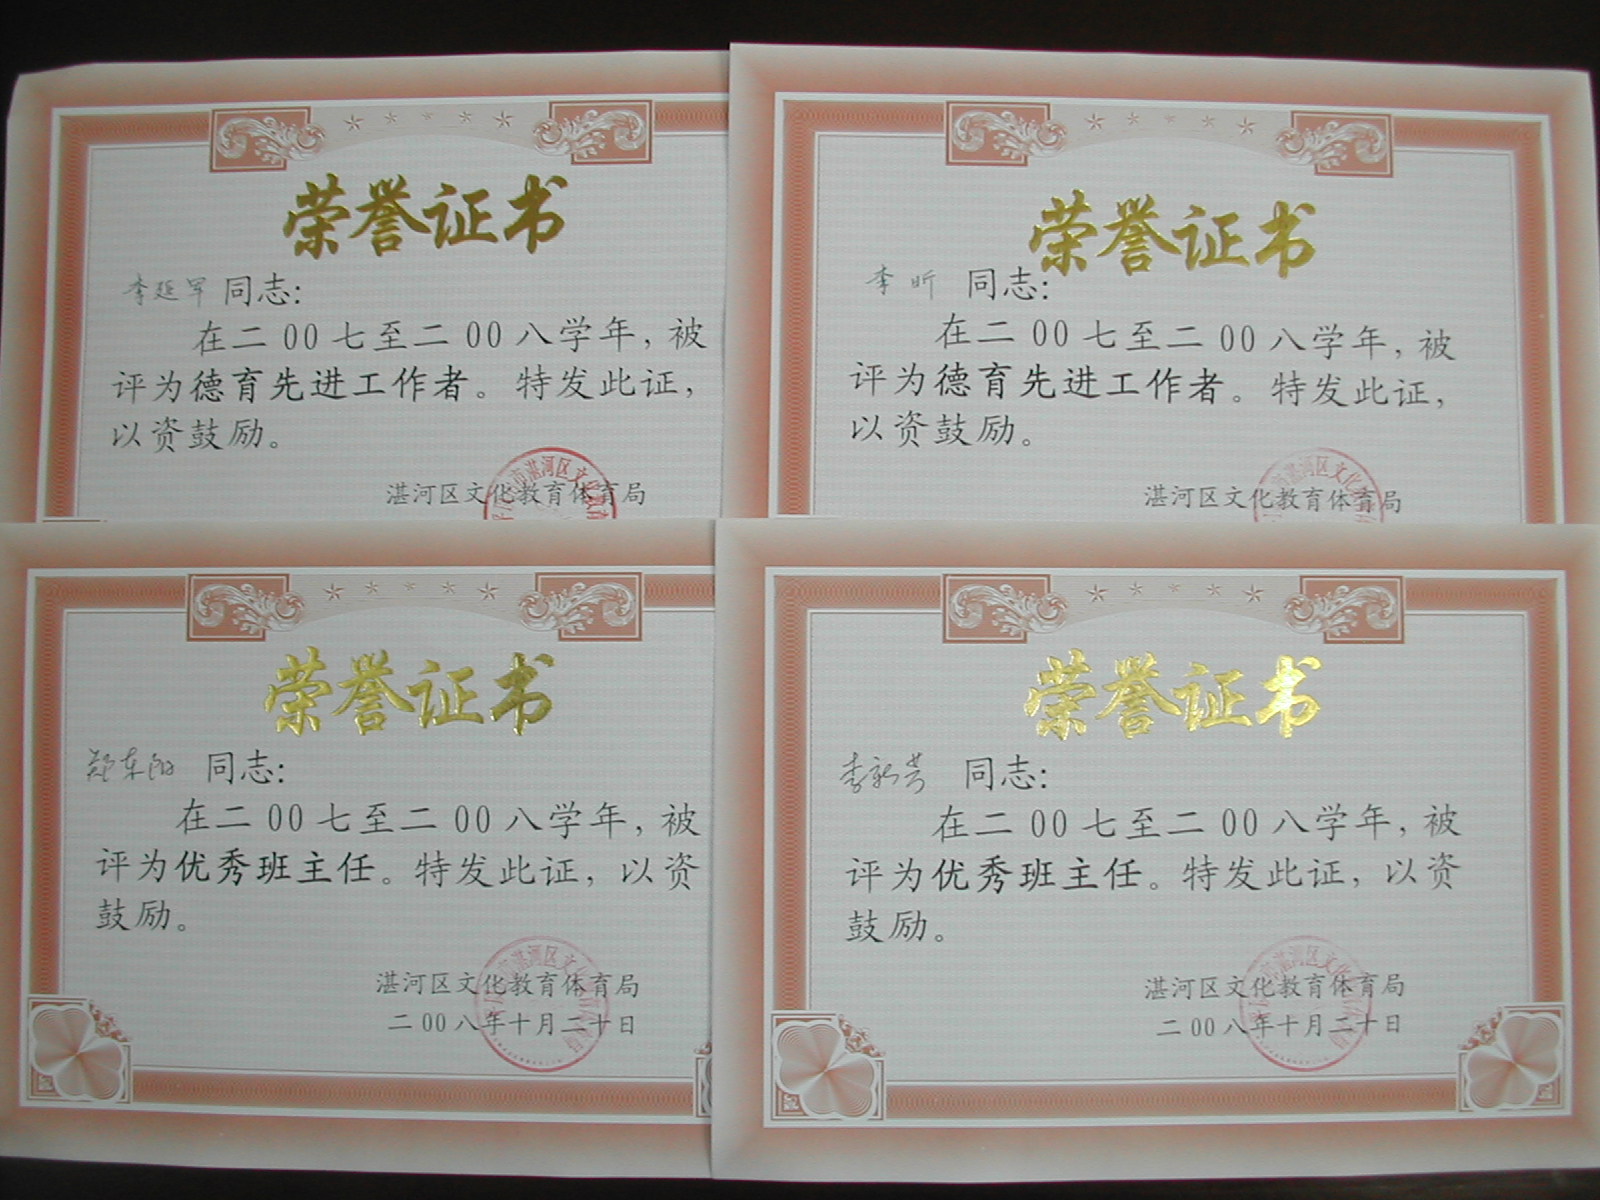 荣誉证书
李延军 同志:
在二00七至二00八学年,被
评为德育先进工作者。特发此证,
以资鼓励。
湛河区文化教育体育局
荣誉证书
李昕 同志:
在二00七至二00八学年,被
评为德育先进工作者。特发此证,
以资鼓励。
湛河区文化教育体育局
荣誉证书
郑东阳 同志:
在二00七至二00八学年,被
评为优秀班主任。特发此证,以资
鼓励。
湛河区文化教育体育局
二00八年十月二十日
荣誉证书
李新芳 同志:
在二00七至二00八学年,被
评为优秀班主任。特发此证,以资
鼓励。
湛河区文化教育体育局
二00八年十月二十日